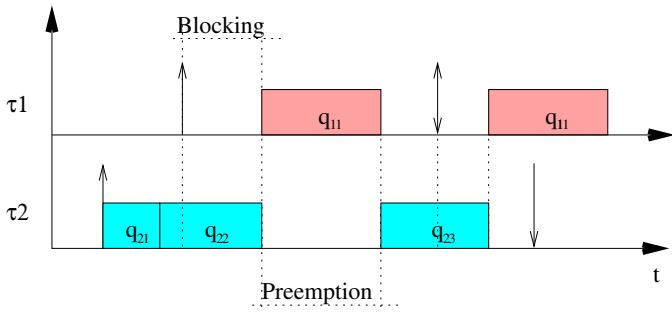 Blocking
τ1
q11
q11
τ2
q21
q22
q23
t
Preemption